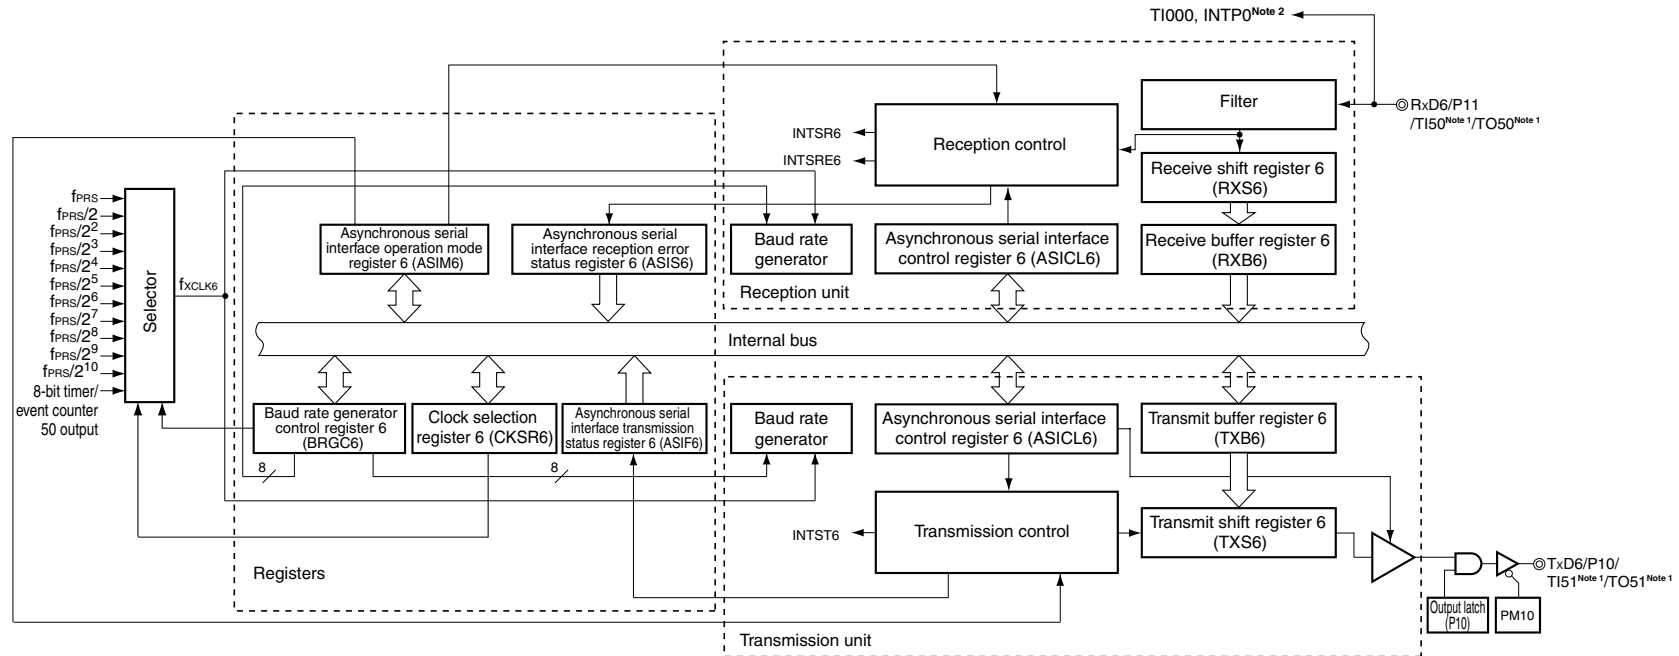 TI000, INTP0Note 2
Filter
RxD6/P11
/TI50Note 1/TO50Note 1
INTSR6
Reception control
INTSRE6
Receive shift register 6
(RXS6)
fPRS
fPRS/2
fPRS/2²
fPRS/2³
fPRS/2⁴
fPRS/2⁵
fPRS/2⁶
fPRS/2⁷
fPRS/2⁸
fPRS/2⁹
fPRS/2¹⁰
8-bit timer/
event counter
50 output
Selector
fXCLK6
Asynchronous serial
interface operation mode
register 6 (ASIM6)
Asynchronous serial
interface reception error
status register 6 (ASIS6)
Baud rate
generator
Asynchronous serial interface
control register 6 (ASICL6)
Receive buffer register 6
(RXB6)
Reception unit
Internal bus
Baud rate generator
control register 6
(BRGC6)
Clock selection
register 6 (CKSR6)
Asynchronous serial
interface transmission
status register 6 (ASIF6)
Baud rate
generator
Asynchronous serial interface
control register 6 (ASICL6)
Transmit buffer register 6
(TXB6)
8
8
INTST6
Transmission control
Transmit shift register 6
(TXS6)
Registers
TxD6/P10/
TI51Note 1/TO51Note 1
Output latch
(P10)
PM10
Transmission unit